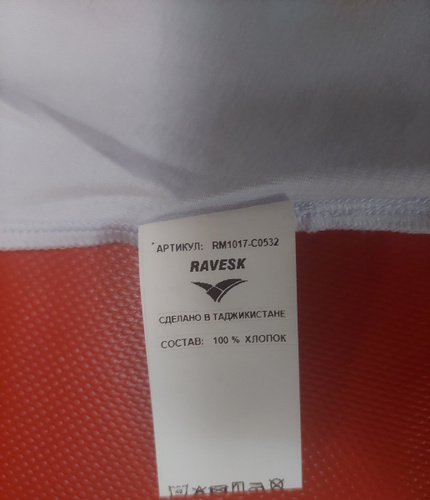 АРТИКУЛ: RM1017-C0532
RAVESK
СДЕЛАНО В ТАДЖИКИСТАНЕ
СОСТАВ: 100 % ХЛОПОК